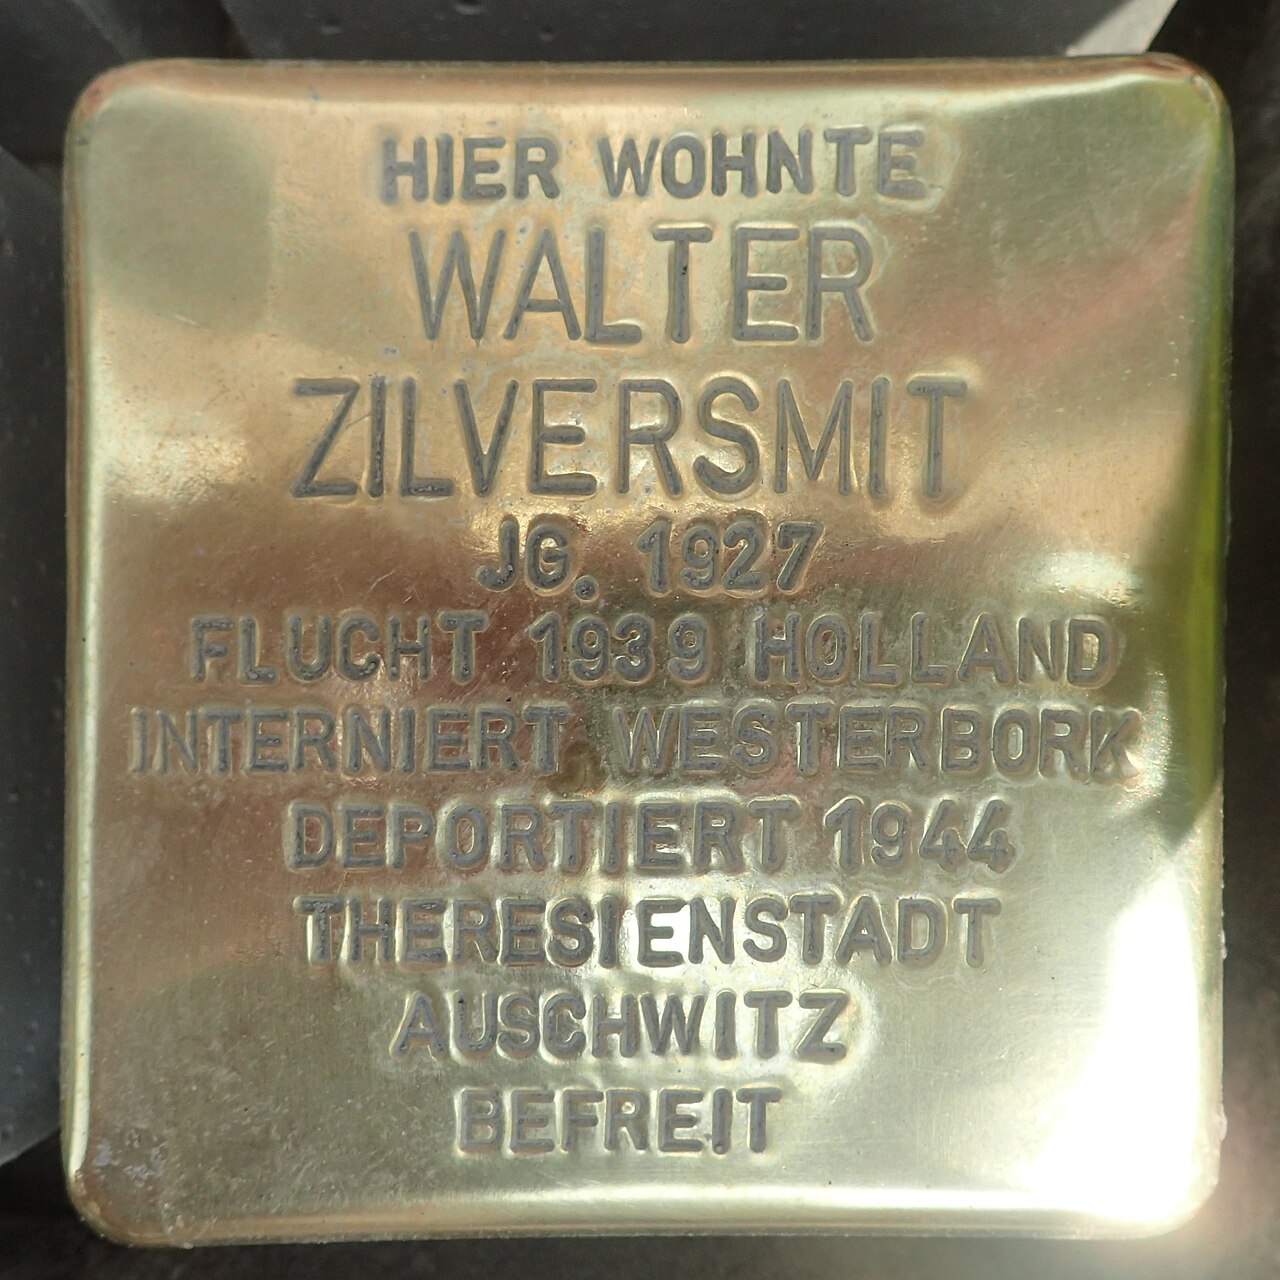 HIER WOHNTE
WALTER
ZILVERSMIT
JG. 1927
FLUCHT 1939 HOLLAND
INTERNIERT WESTERBORK
DEPORTIERT 1944
THERESIENSTADT
AUSCHWITZ
BEFREIT